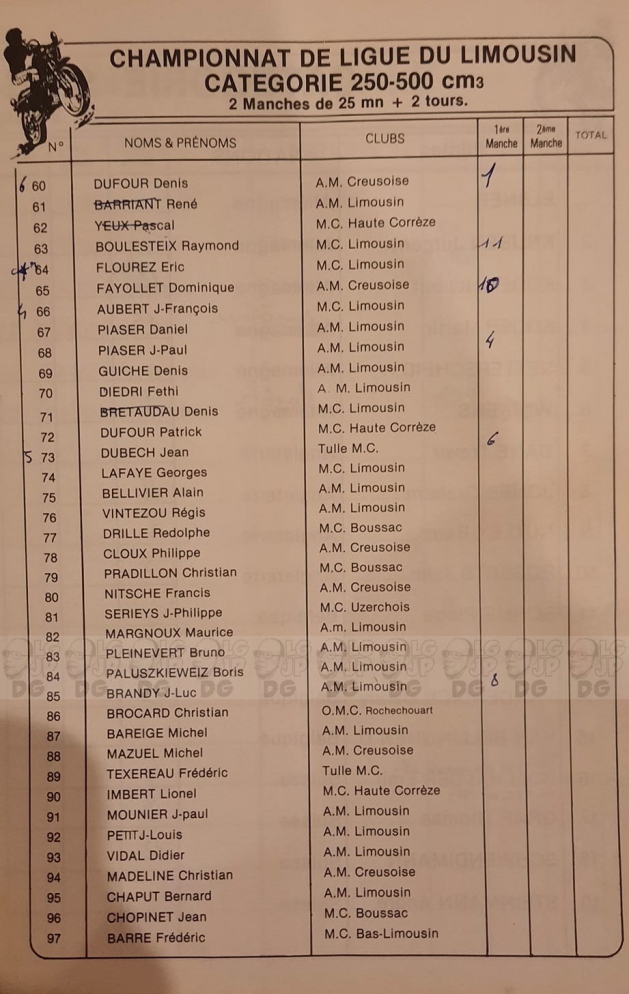 CHAMPIONNAT DE LIGUE DU LIMOUSIN
CATEGORIE 250-500 cm3
2 Manches de 25 mn + 2 tours.
N° NOMS & PRÉNOMS CLUBS 1ère Manche 2ème Manche TOTAL
6 60 DUFOUR Denis A.M. Creusoise 1
61 BARRIANT René A.M. Limousin
62 YEUX Pascal M.C. Haute Corrèze
63 BOULESTEIX Raymond M.C. Limousin 11
64 FLOUREZ Eric M.C. Limousin
65 FAYOLLET Dominique A.M. Creusoise 10
4 66 AUBERT J-François M.C. Limousin
67 PIASER Daniel A.M. Limousin
68 PIASER J-Paul A.M. Limousin 4
69 GUICHE Denis A.M. Limousin
70 DIEDRI Fethi A. M. Limousin
71 BRETAUDAU Denis M.C. Limousin
72 DUFOUR Patrick M.C. Haute Corrèze
5 73 DUBECH Jean Tulle M.C. 6
74 LAFAYE Georges M.C. Limousin
75 BELLIVIER Alain A.M. Limousin
76 VINTEZOU Régis A.M. Limousin
77 DRILLE Redolphe M.C. Boussac
78 CLOUX Philippe A.M. Creusoise
79 PRADILLON Christian M.C. Boussac
80 NITSCHE Francis A.M. Creusoise
81 SERIEYS J-Philippe M.C. Uzerchois
82 MARGNOUX Maurice A.m. Limousin
83 PLEINEVERT Bruno A.M. Limousin
84 PALUSZKIEWEIZ Boris A.M. Limousin
85 BRANDY J-Luc A.M. Limousin 8
86 BROCARD Christian O.M.C. Rochechouart
87 BAREIGE Michel A.M. Limousin
88 MAZUEL Michel A.M. Creusoise
89 TEXEREAU Frédéric Tulle M.C.
90 IMBERT Lionel M.C. Haute Corrèze
91 MOUNIER J-paul A.M. Limousin
92 PETIT J-Louis A.M. Limousin
93 VIDAL Didier A.M. Limousin
94 MADELINE Christian A.M. Creusoise
95 CHAPUT Bernard A.M. Limousin
96 CHOPINET Jean M.C. Boussac
97 BARRE Frédéric M.C. Bas-Limousin